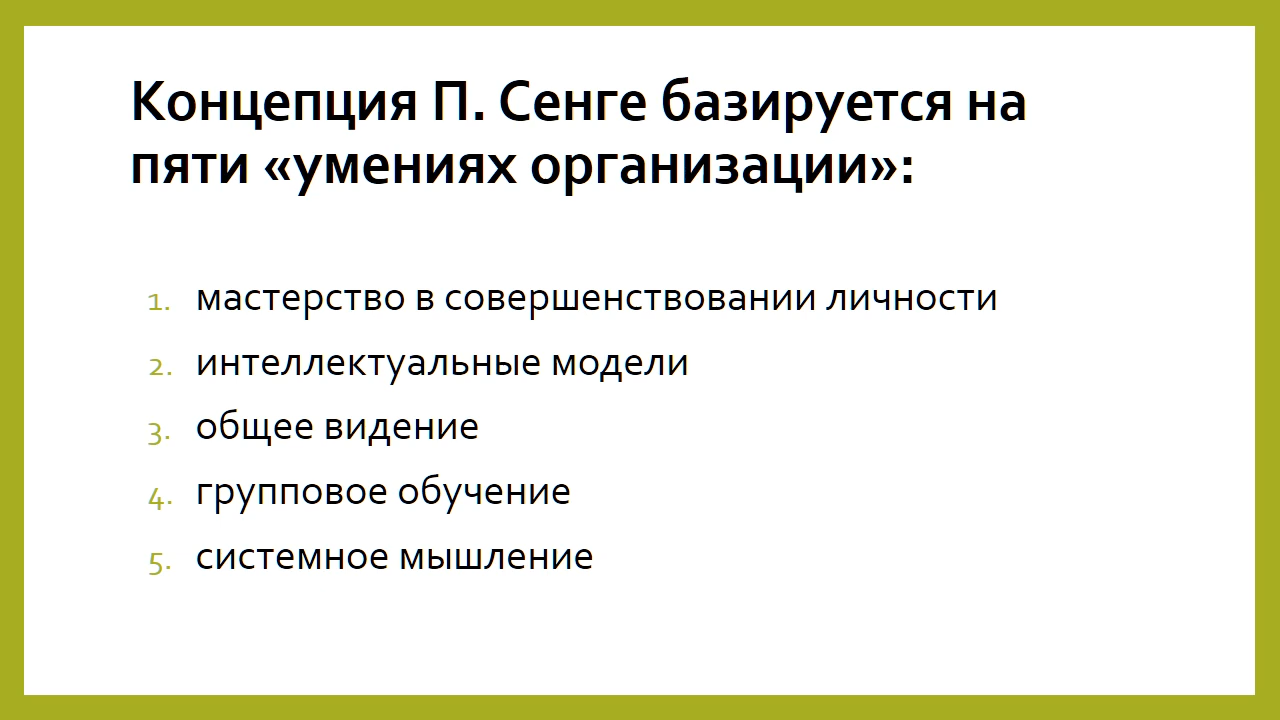 Концепция П. Сенге базируется на
пяти «умениях организации»:
1. мастерство в совершенствовании личности
2. интеллектуальные модели
3. общее видение
4. групповое обучение
5. системное мышление